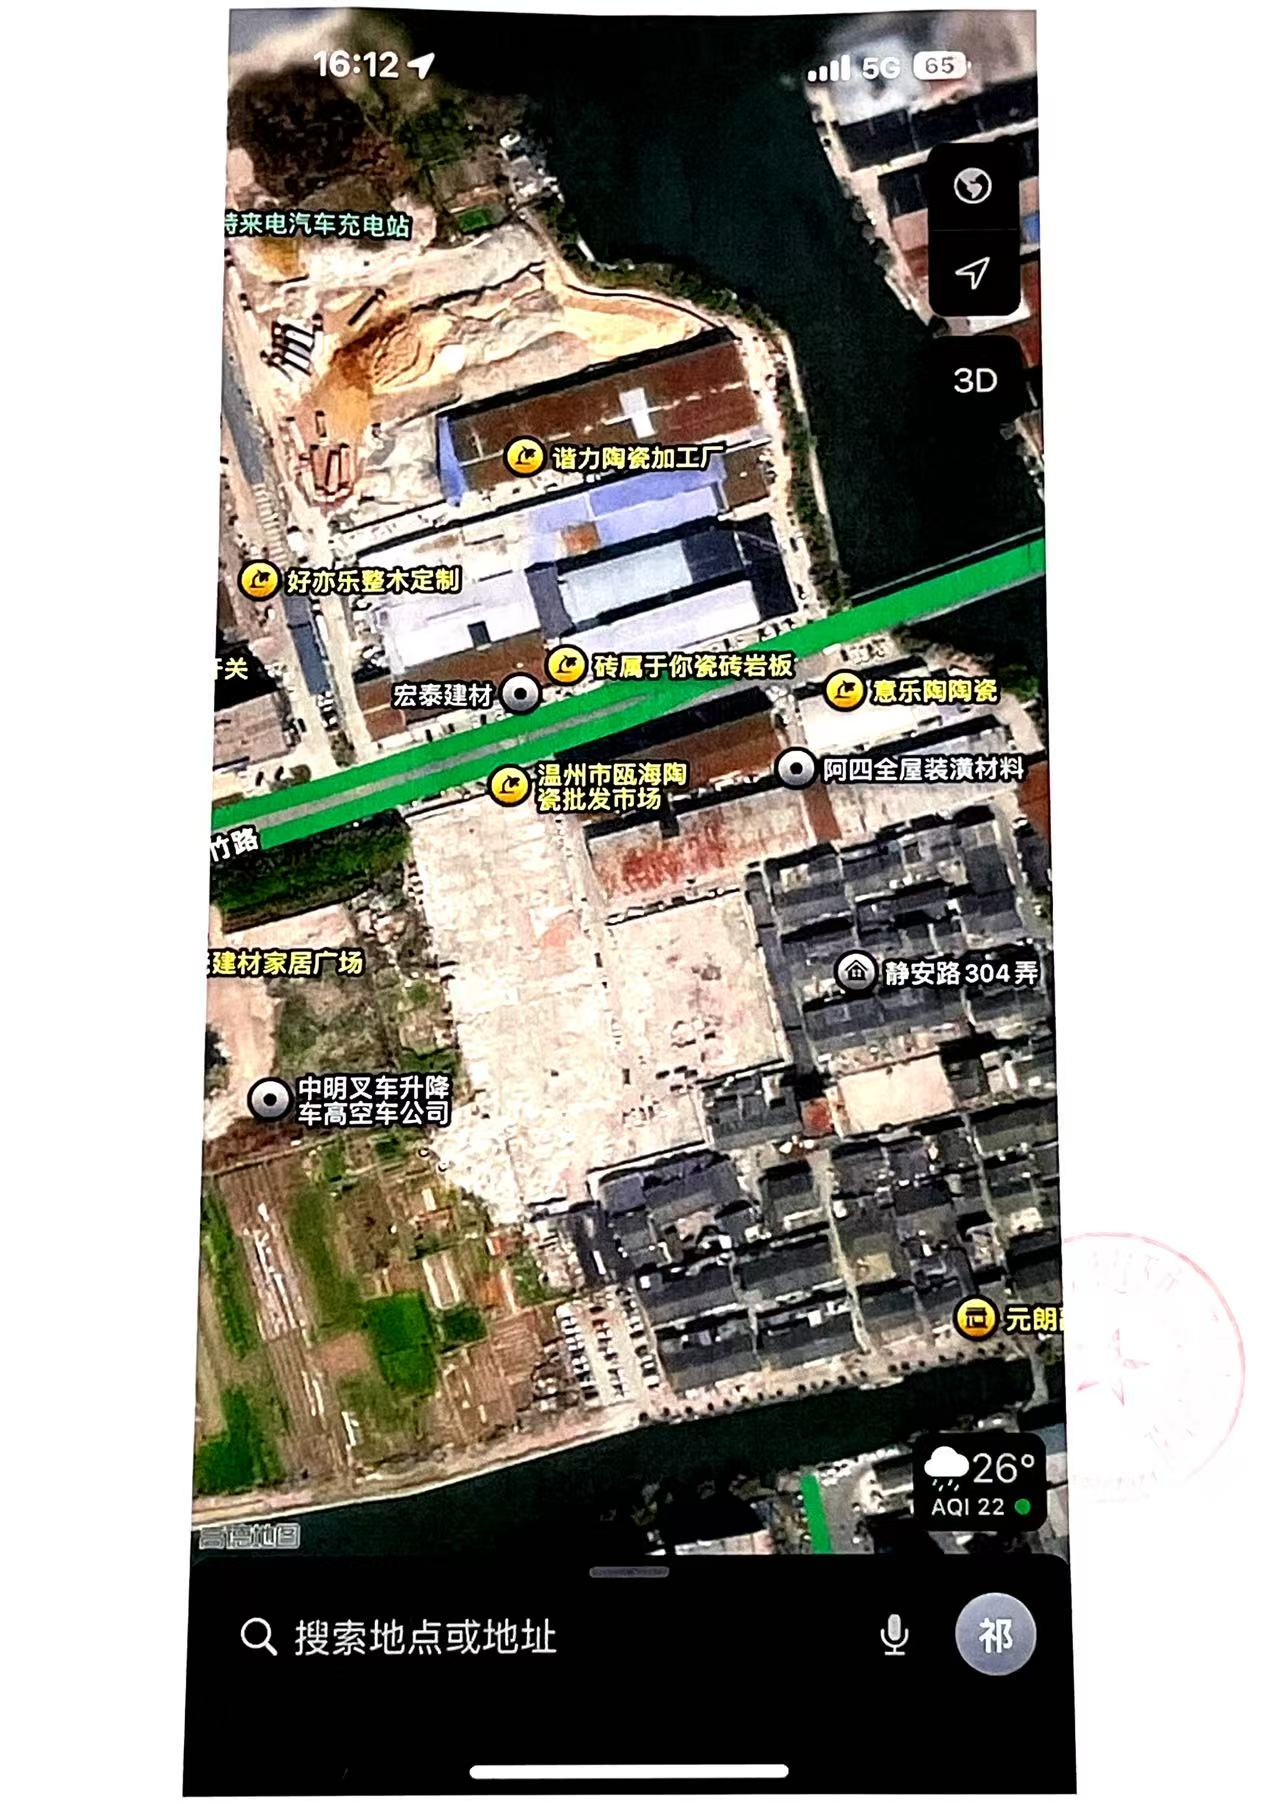 16:12
5G 65
特来电汽车充电站
3D
谐力陶瓷加工厂
好亦乐整木定制
开关
砖属于你瓷砖岩板
宏泰建材
意乐陶陶瓷
温州市瓯海陶
瓷批发市场
阿四全屋装潢材料
竹路
建材家居广场
静安路304弄
中明叉车升降
车高空车公司
元朗
26°
AQI 22
高德地图
搜索地点或地址
祁